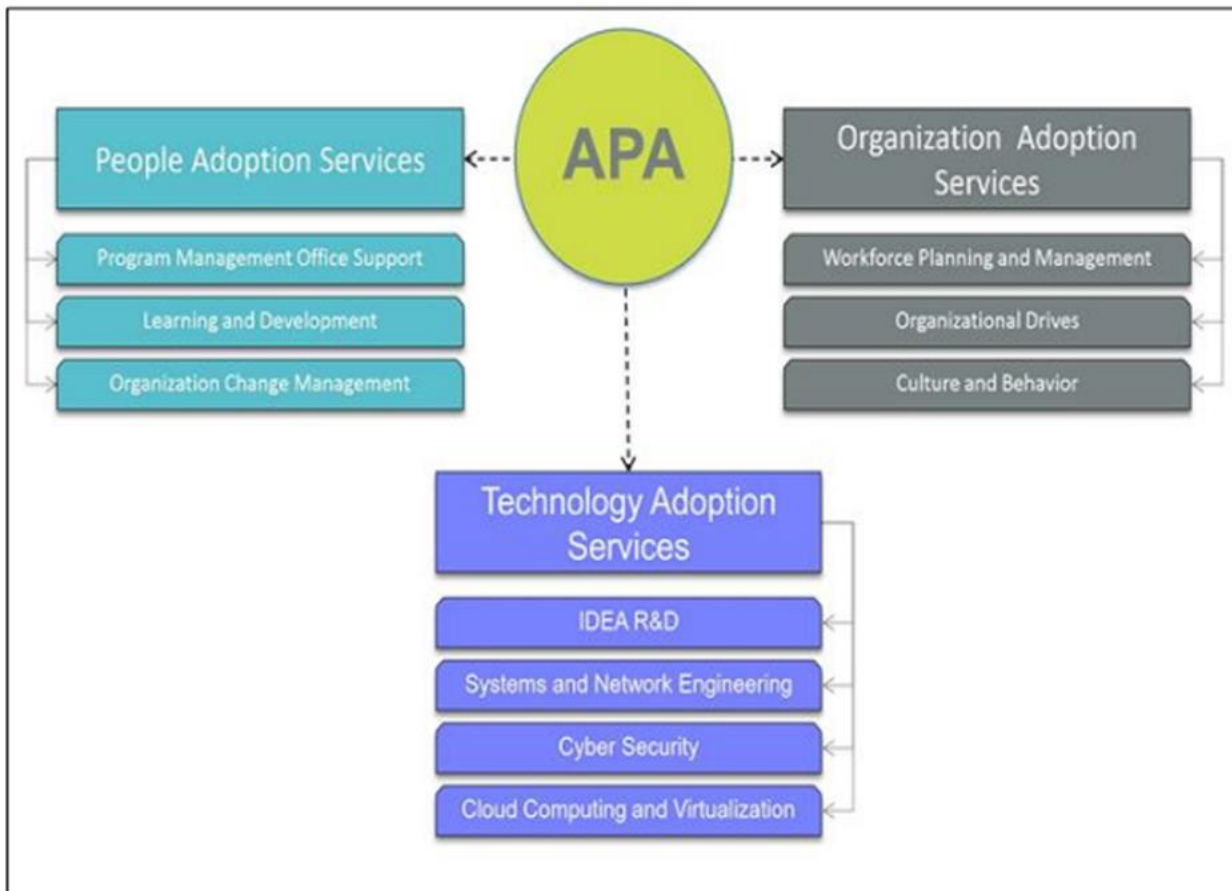 APA
People Adoption Services
Program Management Office Support
Learning and Development
Organization Change Management
Organization Adoption
Services
Workforce Planning and Management
Organizational Drives
Culture and Behavior
Technology Adoption
Services
IDEA R&D
Systems and Network Engineering
Cyber Security
Cloud Computing and Virtualization